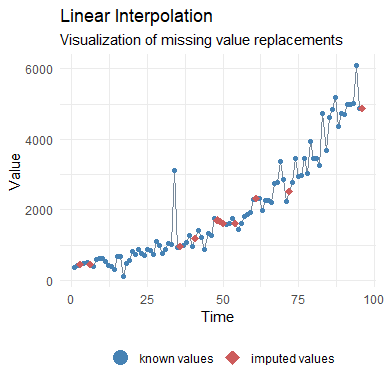 Linear Interpolation
Visualization of missing value replacements
6000
4000
2000
0
Value
0 25 50 75 100
Time
known values imputed values